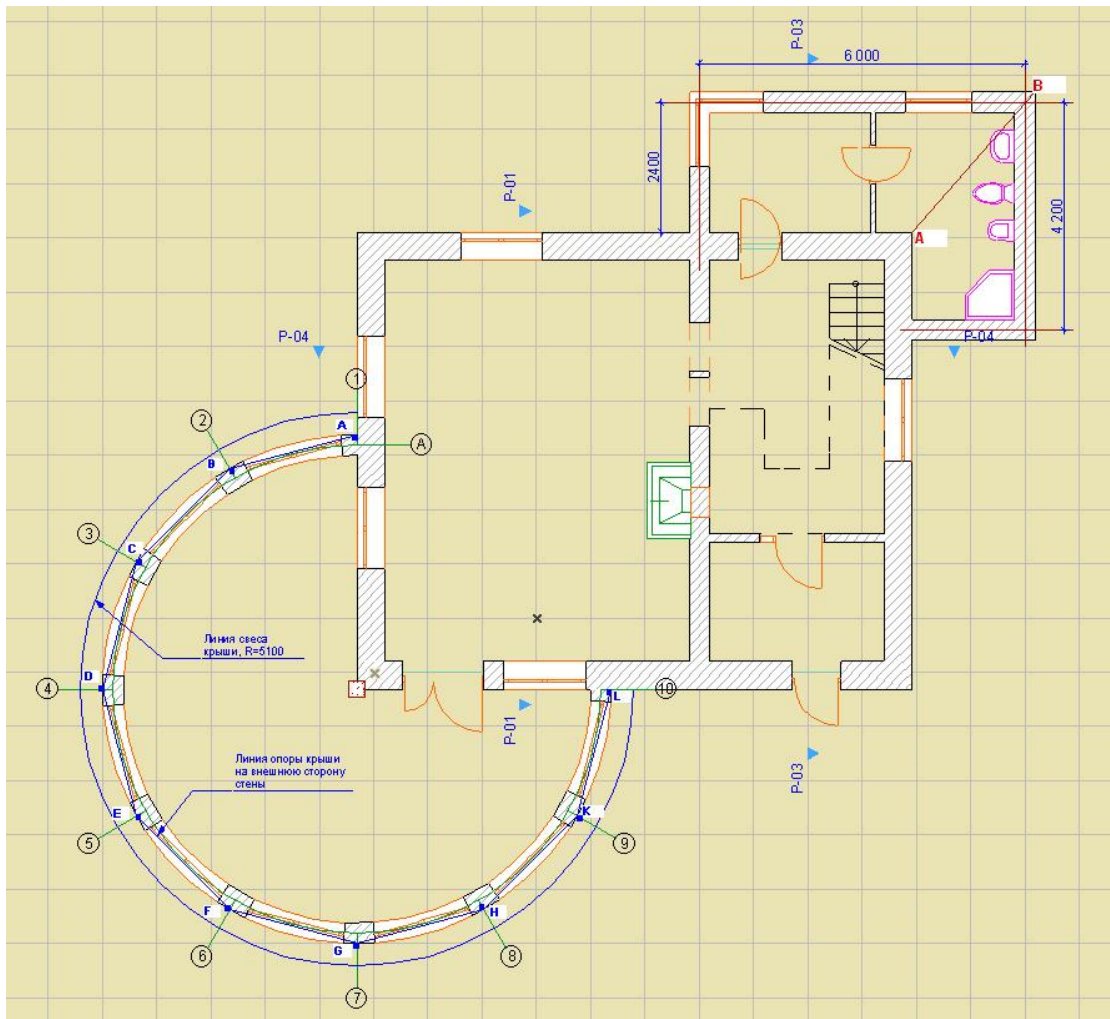 P-03
6 000
B
2400
P-01
4 200
A
P-04
P-04
1
A
2
A
B
3
C
Линия свеса
крыши, R=5100
4
D
10
L
P-01
Линия опоры крыши
на внешнюю сторону
стены
P-03
E
K
5
9
F
H
6
G
8
7